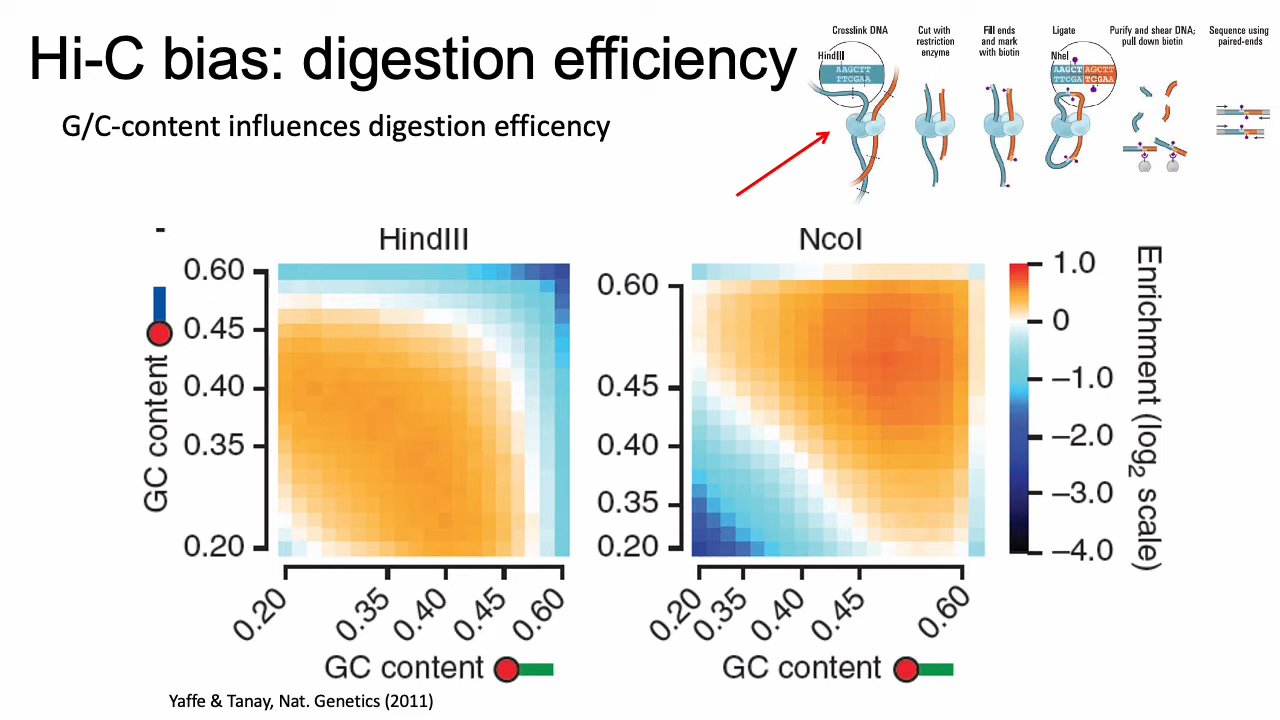 Hi-C bias: digestion efficiency
G/C-content influences digestion efficency
Crosslink DNA
HindIII
AAGCTT
TTCGAA
Cut with
restriction
enzyme
Fill ends
and mark
with biotin
Ligate
NheI
AAGCT AGCTT
TTCGA TCGAA
Purify and shear DNA;
pull down biotin
Sequence using
paired-ends
HindIII
0.60
0.45
0.40
0.35
0.20
GC content
0.20
0.35
0.40
0.45
0.60
GC content
NcoI
0.60
0.45
0.40
0.35
0.20
0.20
0.35
0.40
0.45
0.60
GC content
1.0
0
–1.0
–2.0
–3.0
–4.0
Enrichment (log2 scale)
Yaffe & Tanay, Nat. Genetics (2011)